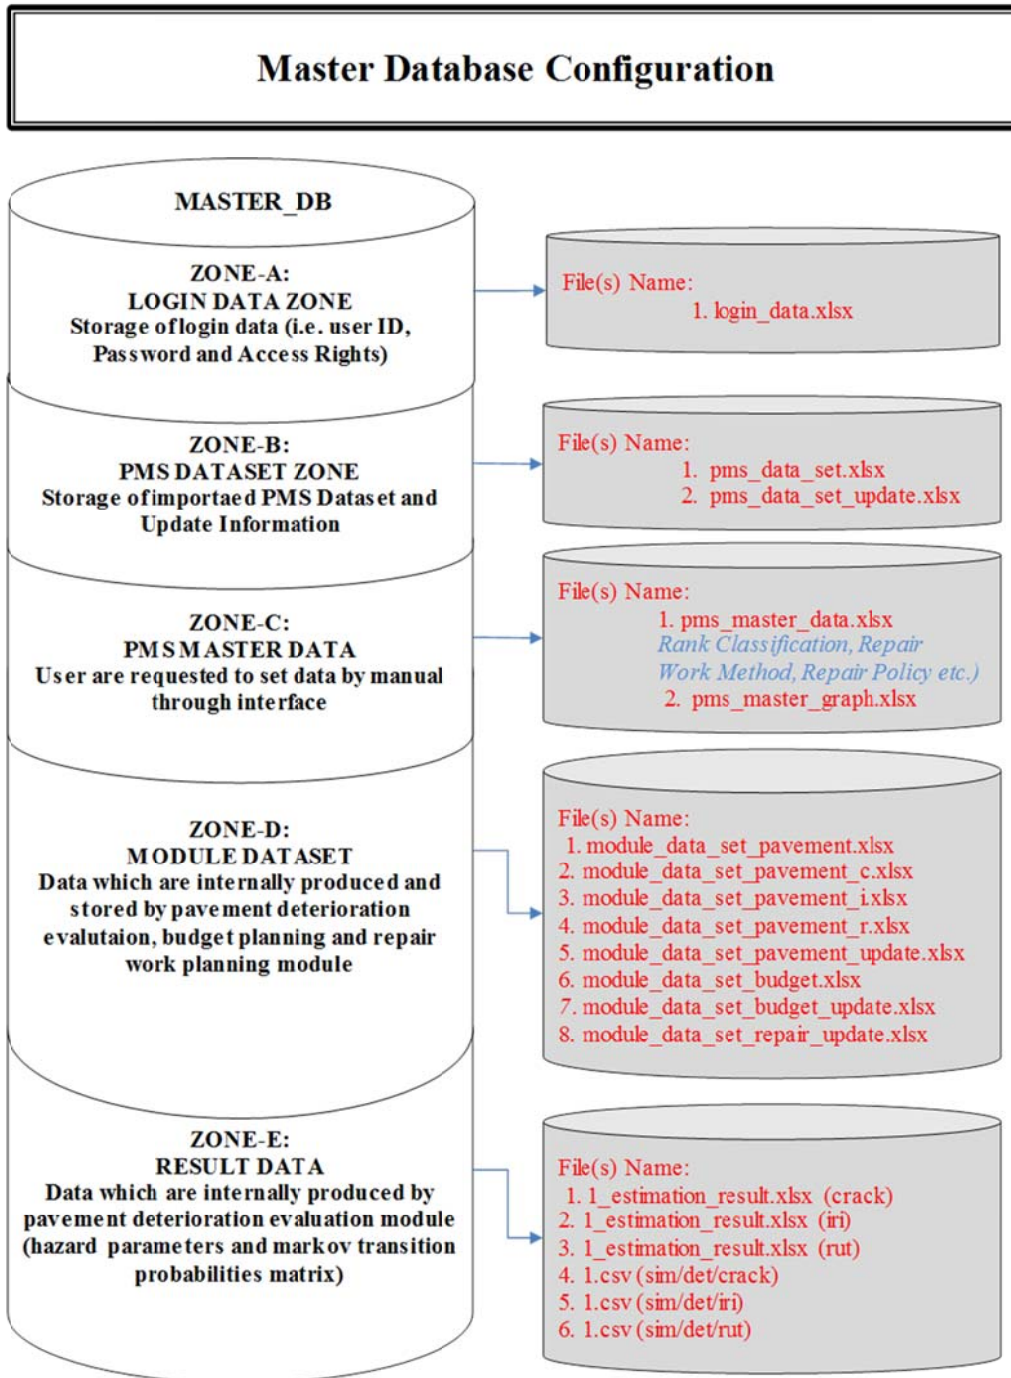 Master Database Configuration
MASTER_DB
ZONE-A:
LOGIN DATA ZONE
Storage of login data (i.e. user ID,
Password and Access Rights)
File(s) Name:
1. login_data.xlsx
ZONE-B:
PMS DATASET ZONE
Storage of importaed PMS Dataset and
Update Information
File(s) Name:
1. pms_data_set.xlsx
2. pms_data_set_update.xlsx
ZONE-C:
PMS MASTER DATA
User are requested to set data by manual
through interface
File(s) Name:
1. pms_master_data.xlsx
Rank Classification, Repair
Work Method, Repair Policy etc.)
2. pms_master_graph.xlsx
ZONE-D:
MODULE DATASET
Data which are internally produced and
stored by pavement deterioration
evalutaion, budget planning and repair
work planning module
File(s) Name:
1. module_data_set_pavement.xlsx
2. module_data_set_pavement_c.xlsx
3. module_data_set_pavement_i.xlsx
4. module_data_set_pavement_r.xlsx
5. module_data_set_pavement_update.xlsx
6. module_data_set_budget.xlsx
7. module_data_set_budget_update.xlsx
8. module_data_set_repair_update.xlsx
ZONE-E:
RESULT DATA
Data which are internally produced by
pavement deterioration evaluation module
(hazard parameters and markov transition
probabilities matrix)
File(s) Name:
1. 1_estimation_result.xlsx (crack)
2. 1_estimation_result.xlsx (iri)
3. 1_estimation_result.xlsx (rut)
4. 1.csv (sim/det/crack)
5. 1.csv (sim/det/iri)
6. 1.csv (sim/det/rut)